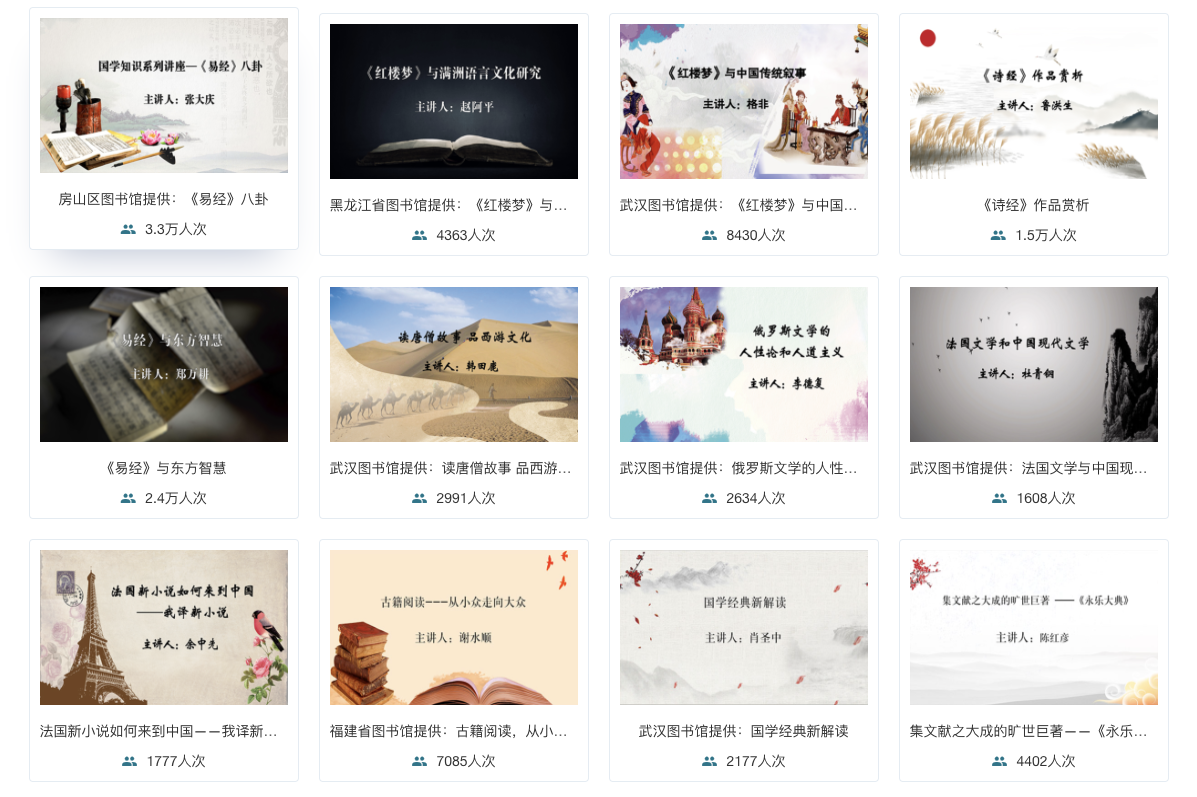 国学知识系列讲座—《易经》八卦
主讲人：张大庆
房山区图书馆提供：《易经》八卦
3.3万人次
《红楼梦》与满洲语言文化研究
主讲人：赵阿平
黑龙江省图书馆提供：《红楼梦》与...
4363人次
《红楼梦》与中国传统叙事
主讲人：格非
武汉图书馆提供：《红楼梦》与中国...
8430人次
《诗经》作品赏析
主讲人：鲁洪生
《诗经》作品赏析
1.5万人次
《易经》与东方智慧
主讲人：郑万耕
《易经》与东方智慧
2.4万人次
读唐僧故事 品西游文化
主讲人：韩田鹿
武汉图书馆提供：读唐僧故事 品西游...
2991人次
俄罗斯文学的
人性论和人道主义
主讲人：李德复
武汉图书馆提供：俄罗斯文学的人性...
2634人次
法国文学和中国现代文学
主讲人：杜青钢
武汉图书馆提供：法国文学与中国现...
1608人次
法国新小说如何来到中国
——我译新小说
主讲人：余中先
法国新小说如何来到中国——我译新...
1777人次
古籍阅读---从小众走向大众
主讲人：谢水顺
福建省图书馆提供：古籍阅读，从小...
7085人次
国学经典新解读
主讲人：肖圣中
武汉图书馆提供：国学经典新解读
2177人次
集文献之大成的旷世巨著 ——《永乐大典》
主讲人：陈红彦
集文献之大成的旷世巨著——《永乐...
4402人次